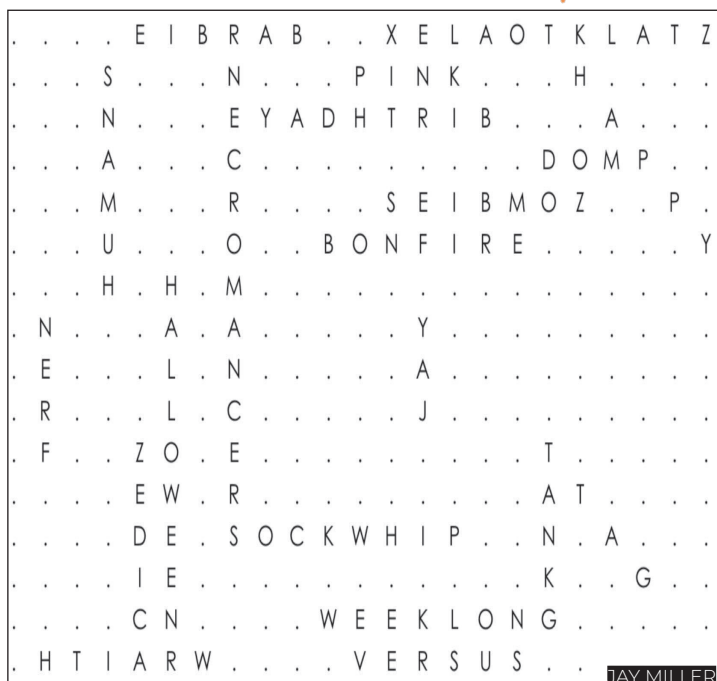 . . . . E I B R A B . . X E L A O T K L A T Z
. . . S . . . N . . . P I N K . . . H . . . .
. . . N . . . E Y A D H T R I B . . . A . . .
. . . A . . . C . . . . . . . . . D O M P . .
. . . M . . . R . . . . S E I B M O Z . . P .
. . . U . . . O . . B O N F I R E . . . . . Y
. . . H . H . M . . . . . . . . . . . . . . .
. N . . . A . A . . . . . Y . . . . . . . . .
. E . . . L . N . . . . . A . . . . . . . . .
. R . . . L . C . . . . . J . . . . . . . . .
. F . . Z O . E . . . . . . . . . T . . . . .
. . . . E W . R . . . . . . . . . A T . . . .
. . . . D E . S O C K W H I P . . N . A . . .
. . . . I E . . . . . . . . . . . K . . G . .
. . . . C N . . . . W E E K L O N G . . . . .
. H T I A R W . . . . V E R S U S . .
JAY MILLER